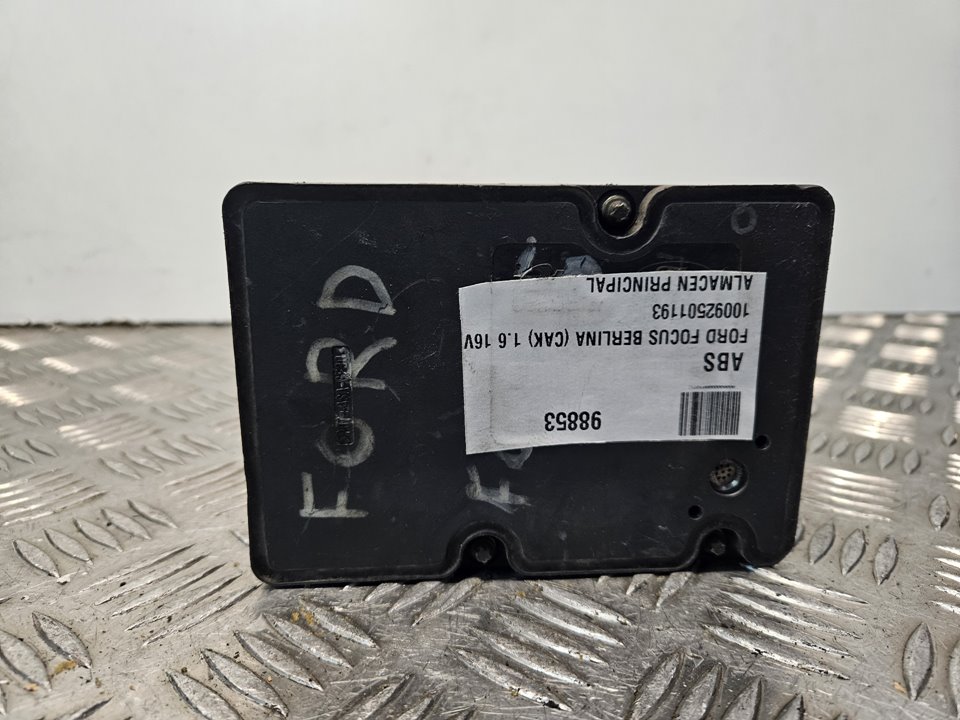 FORD
98853
ABS
FORD FOCUS BERLINA (CAK) 1.6 16V
10092501193
ALMACEN PRINCIPAL